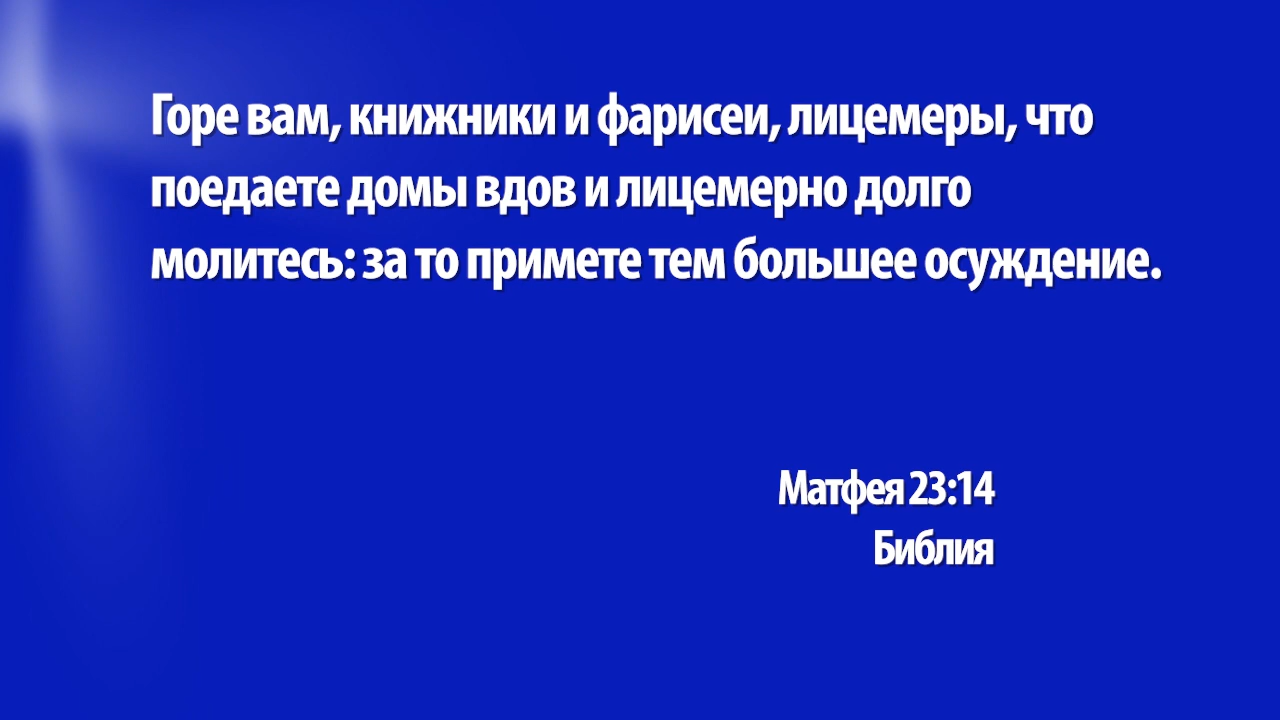 Горе вам, книжники и фарисеи, лицемеры, что
поедаете домы вдов и лицемерно долго
молитесь: за то примете тем большее осуждение.
Матфея 23:14
Библия